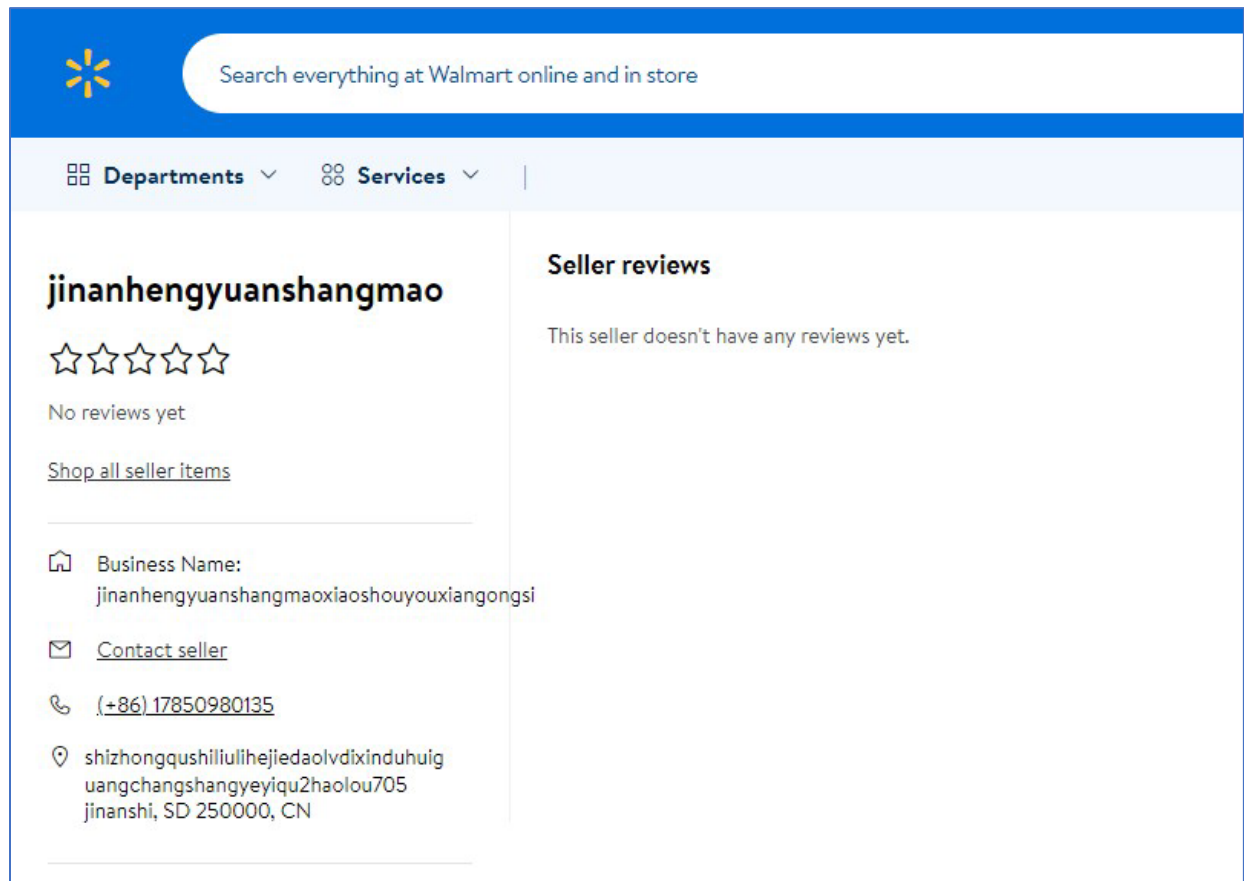 Search everything at Walmart online and in store
Departments Services
jinanhengyuanshangmao
No reviews yet
Shop all seller items
Business Name:
jinanhengyuanshangmaoxiaoshouyouxiangongsi
Contact seller
(+86) 17850980135
shizhongqushiliulihejiedaolvdixinduhuig
uangchangshangyeyiqu2haolou705
jinanshi, SD 250000, CN
Seller reviews
This seller doesn't have any reviews yet.